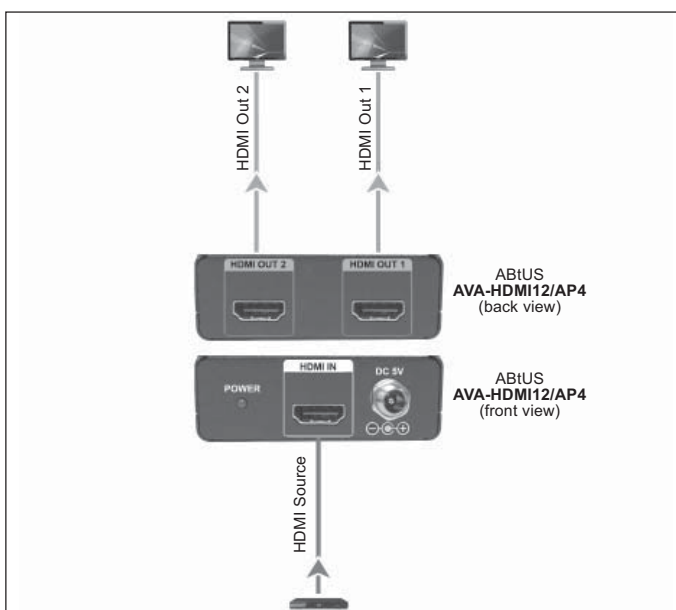 HDMI Out 2
HDMI Out 1
HDMI OUT 2
HDMI OUT 1
ABtUS
AVA-HDMI12/AP4
(back view)
POWER
HDMI IN
DC 5V
ABtUS
AVA-HDMI12/AP4
(front view)
HDMI Source